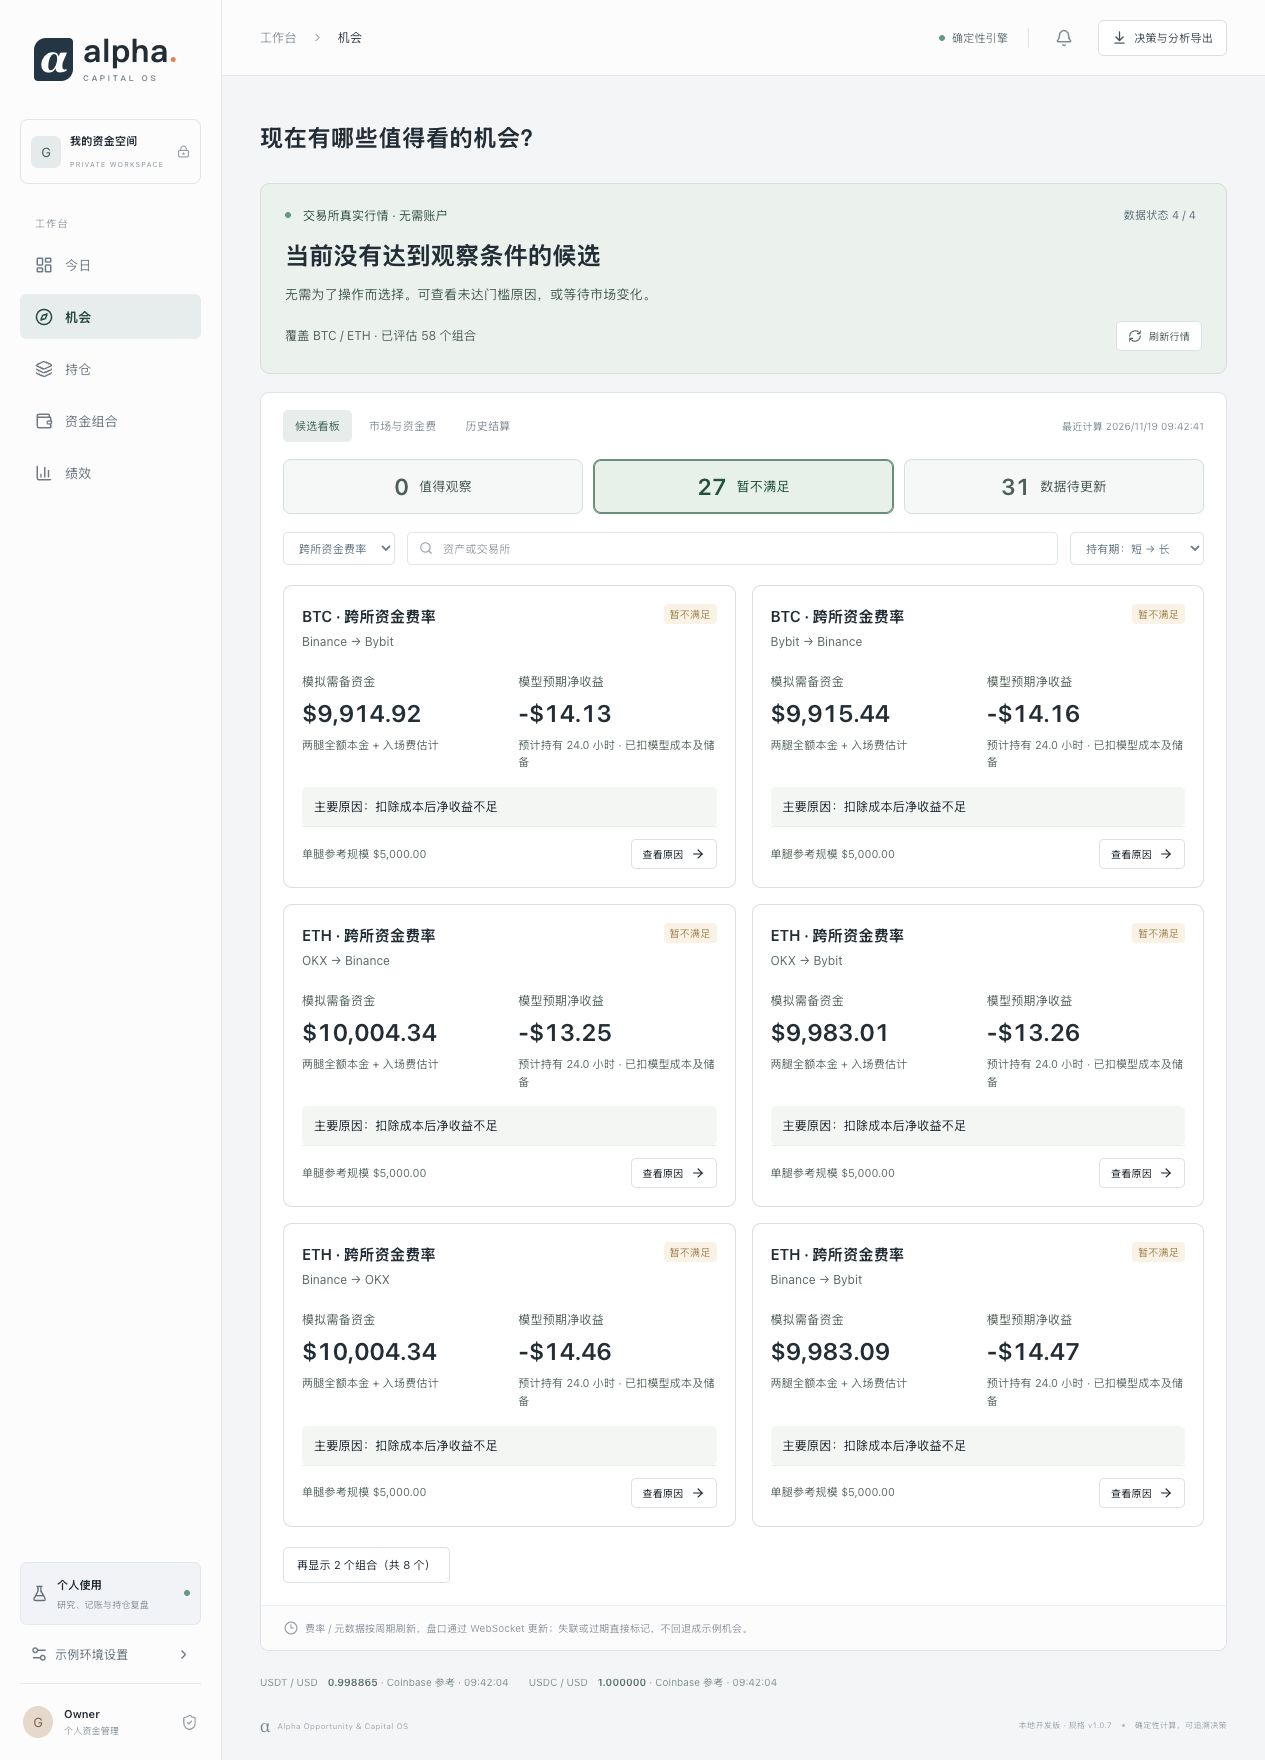 α alpha.
CAPITAL OS
G
我的资金空间
PRIVATE WORKSPACE
工作台
今日
机会
持仓
资金组合
绩效
个人使用
研究、记账与持仓复盘
示例环境设置
G
Owner
个人资金管理
工作台 > 机会
确定性引擎
决策与分析导出
现在有哪些值得看的机会?
交易所真实行情 · 无需账户
数据状态 4 / 4
当前没有达到观察条件的候选
无需为了操作而选择。可查看未达门槛原因，或等待市场变化。
覆盖 BTC / ETH · 已评估 58 个组合
刷新行情
候选看板
市场与资金费
历史结算
最近计算 2026/11/19 09:42:41
0 值得观察
27 暂不满足
31 数据待更新
跨所资金费率
资产或交易所
持有期：短 → 长
BTC · 跨所资金费率
暂不满足
Binance → Bybit
模拟需备资金
模型预期净收益
$9,914.92
-$14.13
两腿全额本金 + 入场费估计
预计持有 24.0 小时 · 已扣模型成本及储
备
主要原因：扣除成本后净收益不足
单腿参考规模 $5,000.00
查看原因 →
BTC · 跨所资金费率
暂不满足
Bybit → Binance
模拟需备资金
模型预期净收益
$9,915.44
-$14.16
两腿全额本金 + 入场费估计
预计持有 24.0 小时 · 已扣模型成本及储
备
主要原因：扣除成本后净收益不足
单腿参考规模 $5,000.00
查看原因 →
ETH · 跨所资金费率
暂不满足
OKX → Binance
模拟需备资金
模型预期净收益
$10,004.34
-$13.25
两腿全额本金 + 入场费估计
预计持有 24.0 小时 · 已扣模型成本及储
备
主要原因：扣除成本后净收益不足
单腿参考规模 $5,000.00
查看原因 →
ETH · 跨所资金费率
暂不满足
OKX → Bybit
模拟需备资金
模型预期净收益
$9,983.01
-$13.26
两腿全额本金 + 入场费估计
预计持有 24.0 小时 · 已扣模型成本及储
备
主要原因：扣除成本后净收益不足
单腿参考规模 $5,000.00
查看原因 →
ETH · 跨所资金费率
暂不满足
Binance → OKX
模拟需备资金
模型预期净收益
$10,004.34
-$14.46
两腿全额本金 + 入场费估计
预计持有 24.0 小时 · 已扣模型成本及储
备
主要原因：扣除成本后净收益不足
单腿参考规模 $5,000.00
查看原因 →
ETH · 跨所资金费率
暂不满足
Binance → Bybit
模拟需备资金
模型预期净收益
$9,983.09
-$14.47
两腿全额本金 + 入场费估计
预计持有 24.0 小时 · 已扣模型成本及储
备
主要原因：扣除成本后净收益不足
单腿参考规模 $5,000.00
查看原因 →
再显示 2 个组合（共 8 个）
费率 / 元数据按周期刷新，盘口通过 WebSocket 更新；失联或过期直接标记，不回退成示例机会。
USDT / USD 0.998865 · Coinbase 参考 · 09:42:04 USDC / USD 1.000000 · Coinbase 参考 · 09:42:04
α Alpha Opportunity & Capital OS
本地开发版 · 规格 v1.0.7 • 确定性计算，可追溯决策